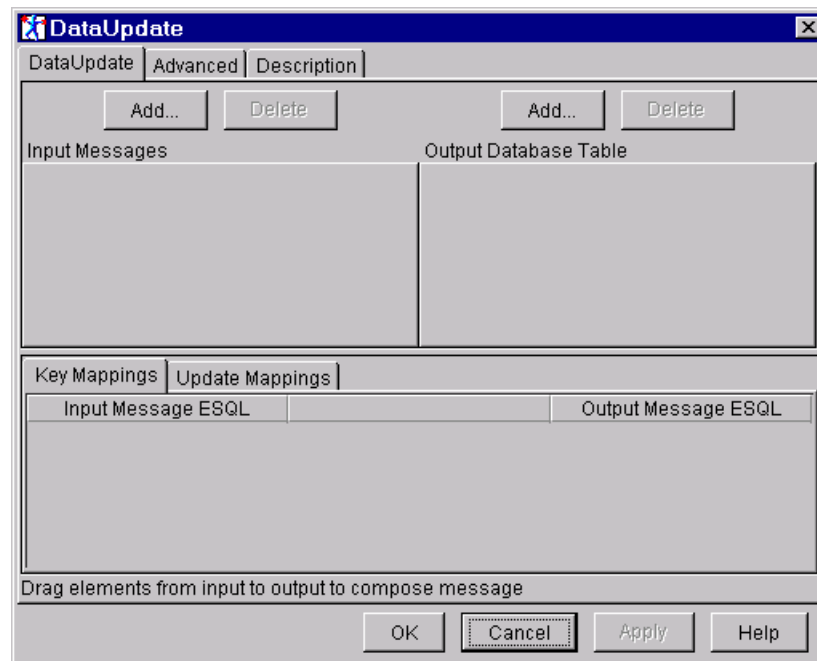 DataUpdate
DataUpdate Advanced Description
Add... Delete Add... Delete
Input Messages Output Database Table
Key Mappings Update Mappings
Input Message ESQL Output Message ESQL
Drag elements from input to output to compose message
OK Cancel Apply Help